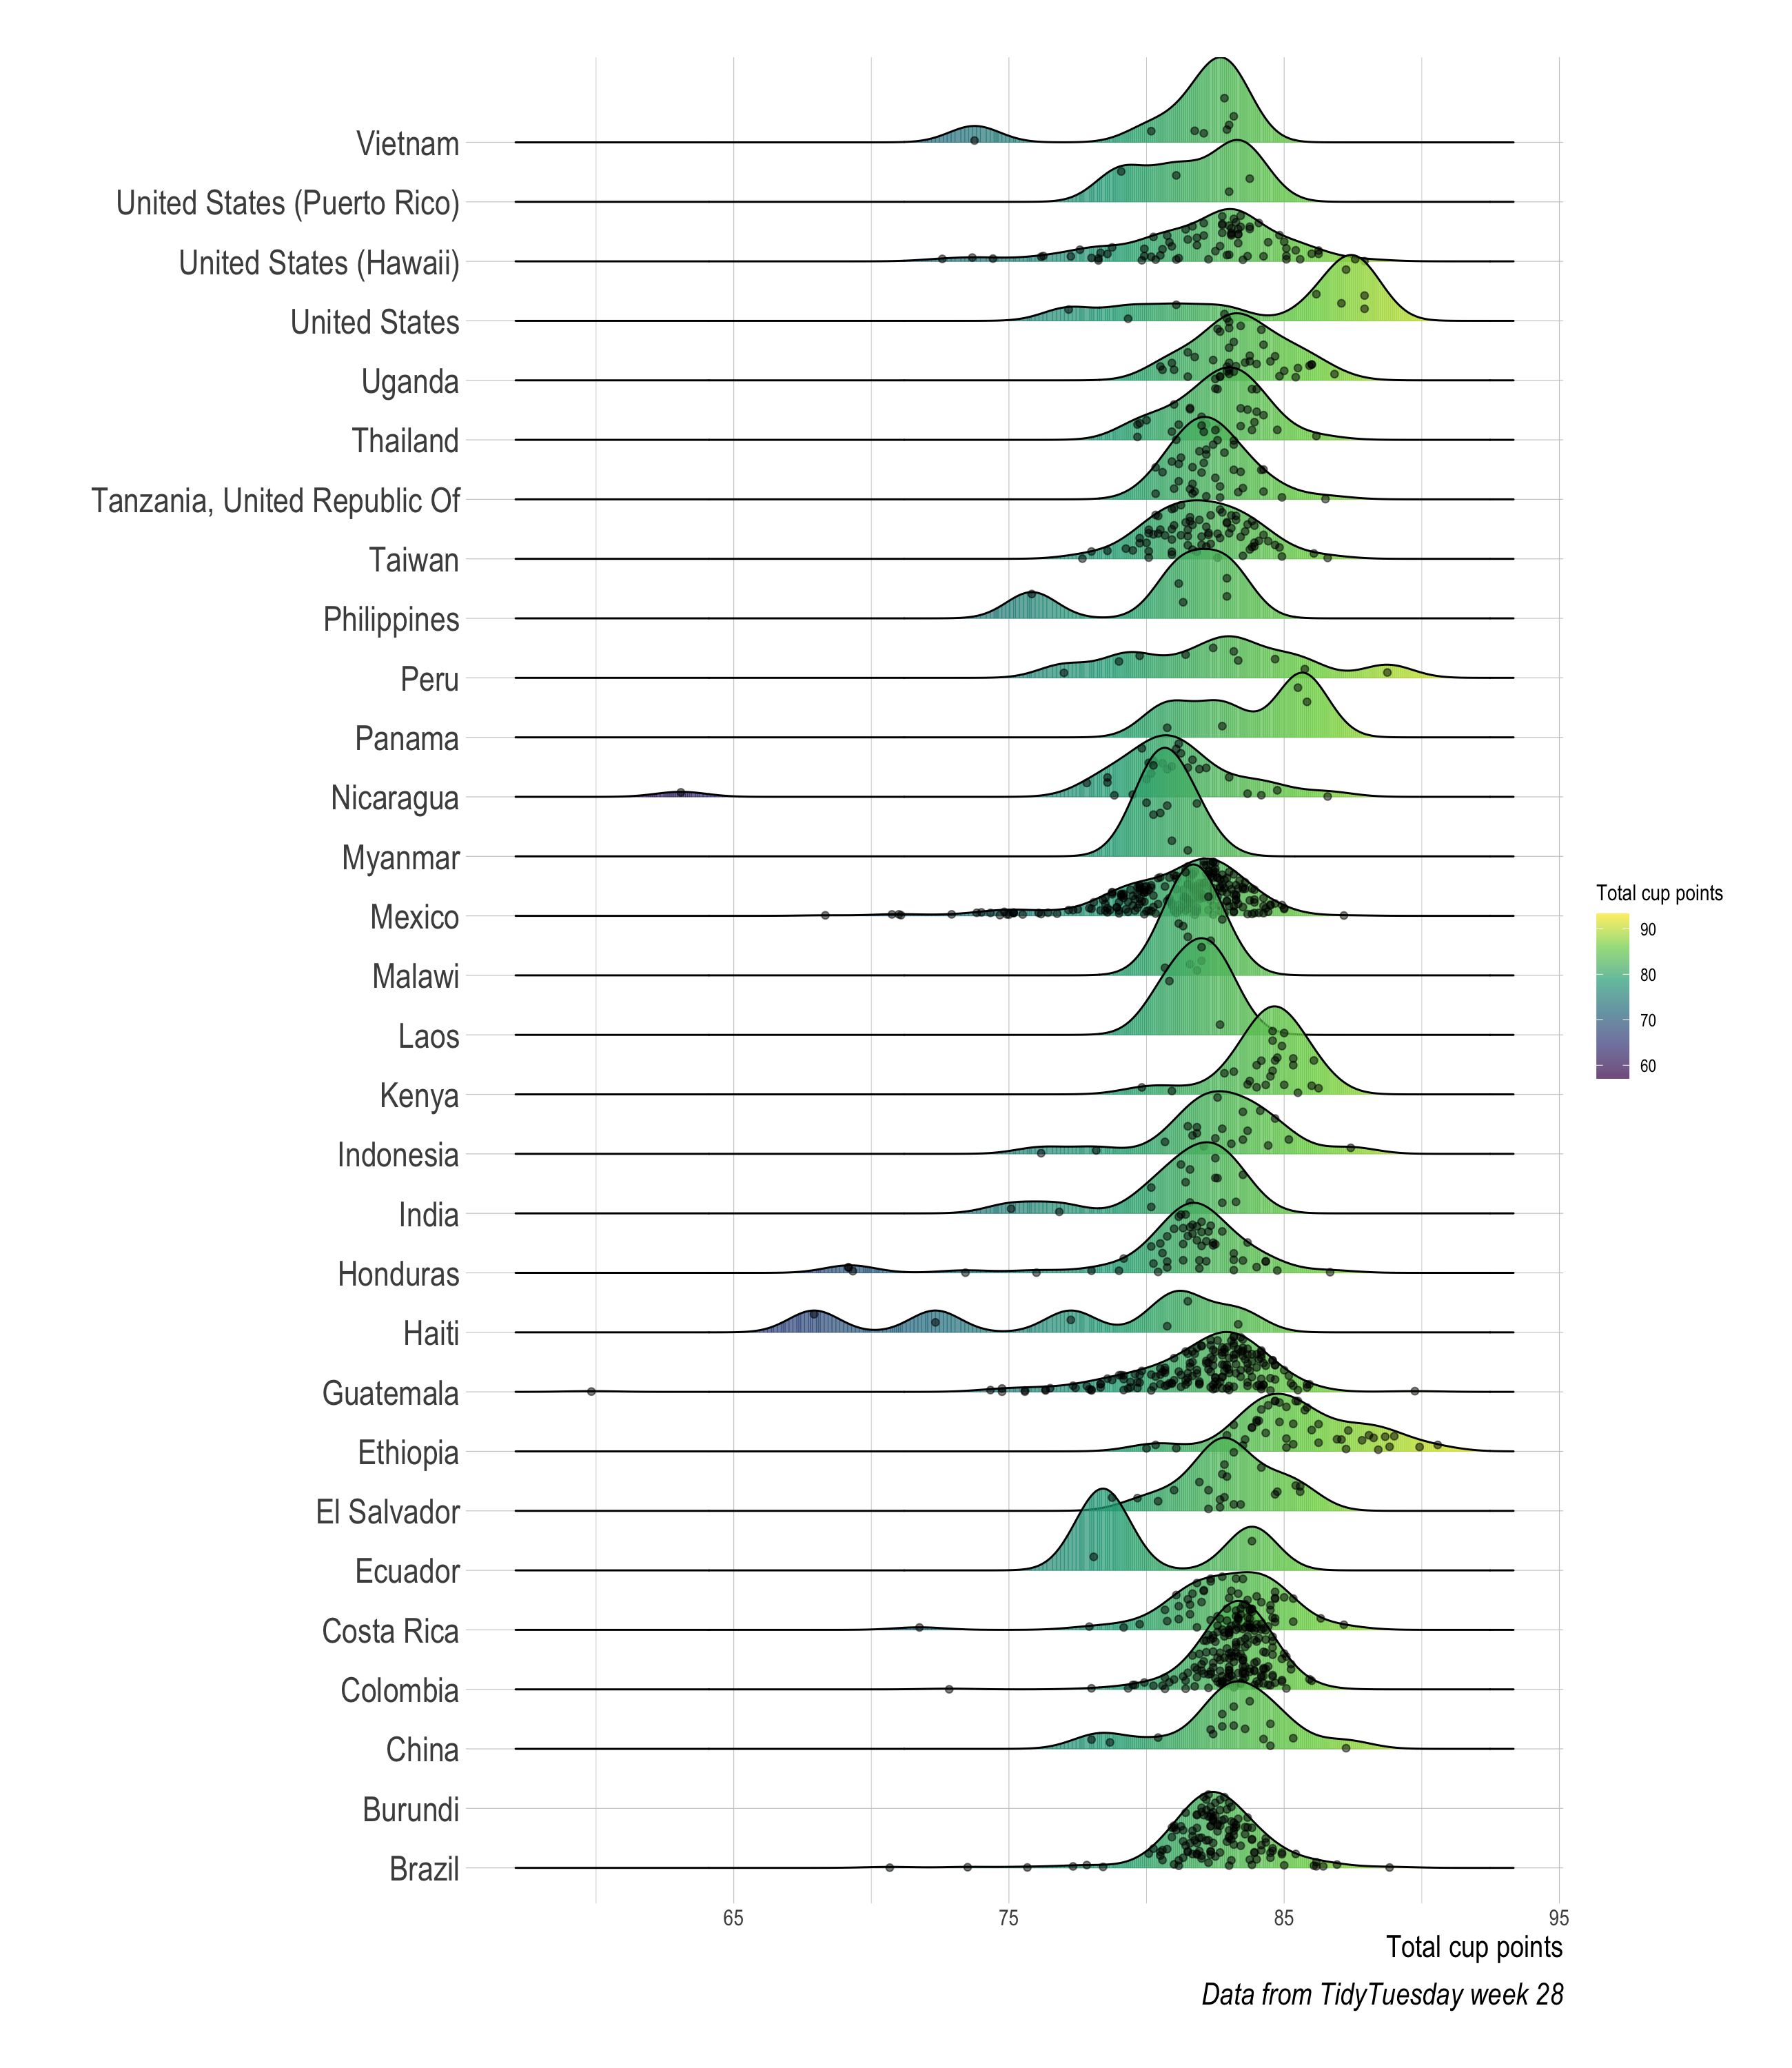 Vietnam
United States (Puerto Rico)
United States (Hawaii)
United States
Uganda
Thailand
Tanzania, United Republic Of
Taiwan
Philippines
Peru
Panama
Nicaragua
Myanmar
Mexico
Malawi
Laos
Kenya
Indonesia
India
Honduras
Haiti
Guatemala
Ethiopia
El Salvador
Ecuador
Costa Rica
Colombia
China
Burundi
Brazil
65 75 85 95
Total cup points
Data from TidyTuesday week 28
Total cup points
90
80
70
60